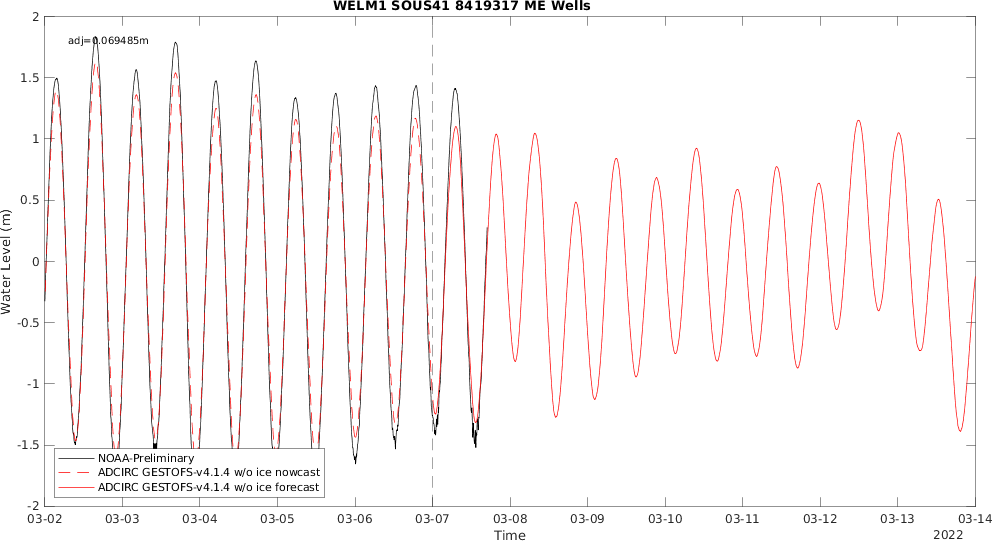 WELM1 SOUS41 8419317 ME Wells
adj=0.069485m
2
1.5
1
0.5
0
-0.5
-1
-1.5
-2
Water Level (m)
NOAA-Preliminary
ADCIRC GESTOFS-v4.1.4 w/o ice nowcast
ADCIRC GESTOFS-v4.1.4 w/o ice forecast
03-02 03-03 03-04 03-05 03-06 03-07 03-08 03-09 03-10 03-11 03-12 03-13 03-14
Time
2022